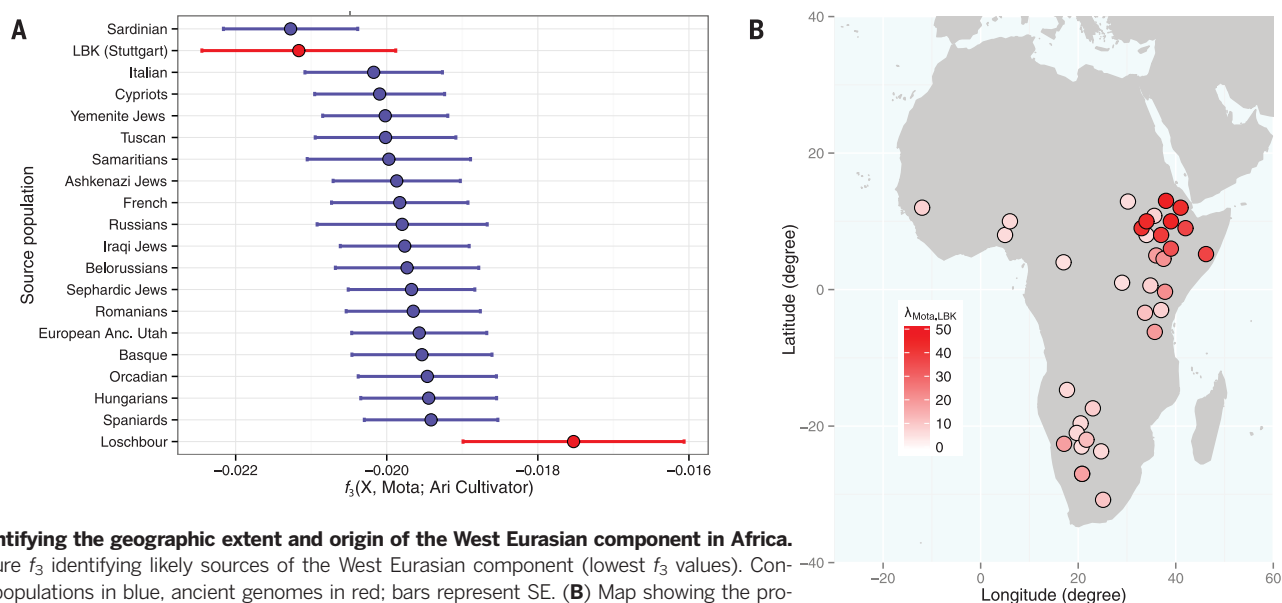 A
Sardinian
LBK (Stuttgart)
Italian
Cypriots
Yemenite Jews
Tuscan
Samaritians
Ashkenazi Jews
French
Russians
Iraqi Jews
Belorussians
Sephardic Jews
Romanians
European Anc. Utah
Basque
Orcadian
Hungarians
Spaniards
Loschbour
Source population
−0.022 −0.020 −0.018 −0.016
f3(X, Mota; Ari Cultivator)
B
40
20
0
−20
−40
Latitude (degree)
λMota,LBK
50
40
30
20
10
0
−20 0 20 40 60
Longitude (degree)
ntifying the geographic extent and origin of the West Eurasian component in Africa.
ure f3 identifying likely sources of the West Eurasian component (lowest f3 values). Con-
populations in blue, ancient genomes in red; bars represent SE. (B) Map showing the pro-